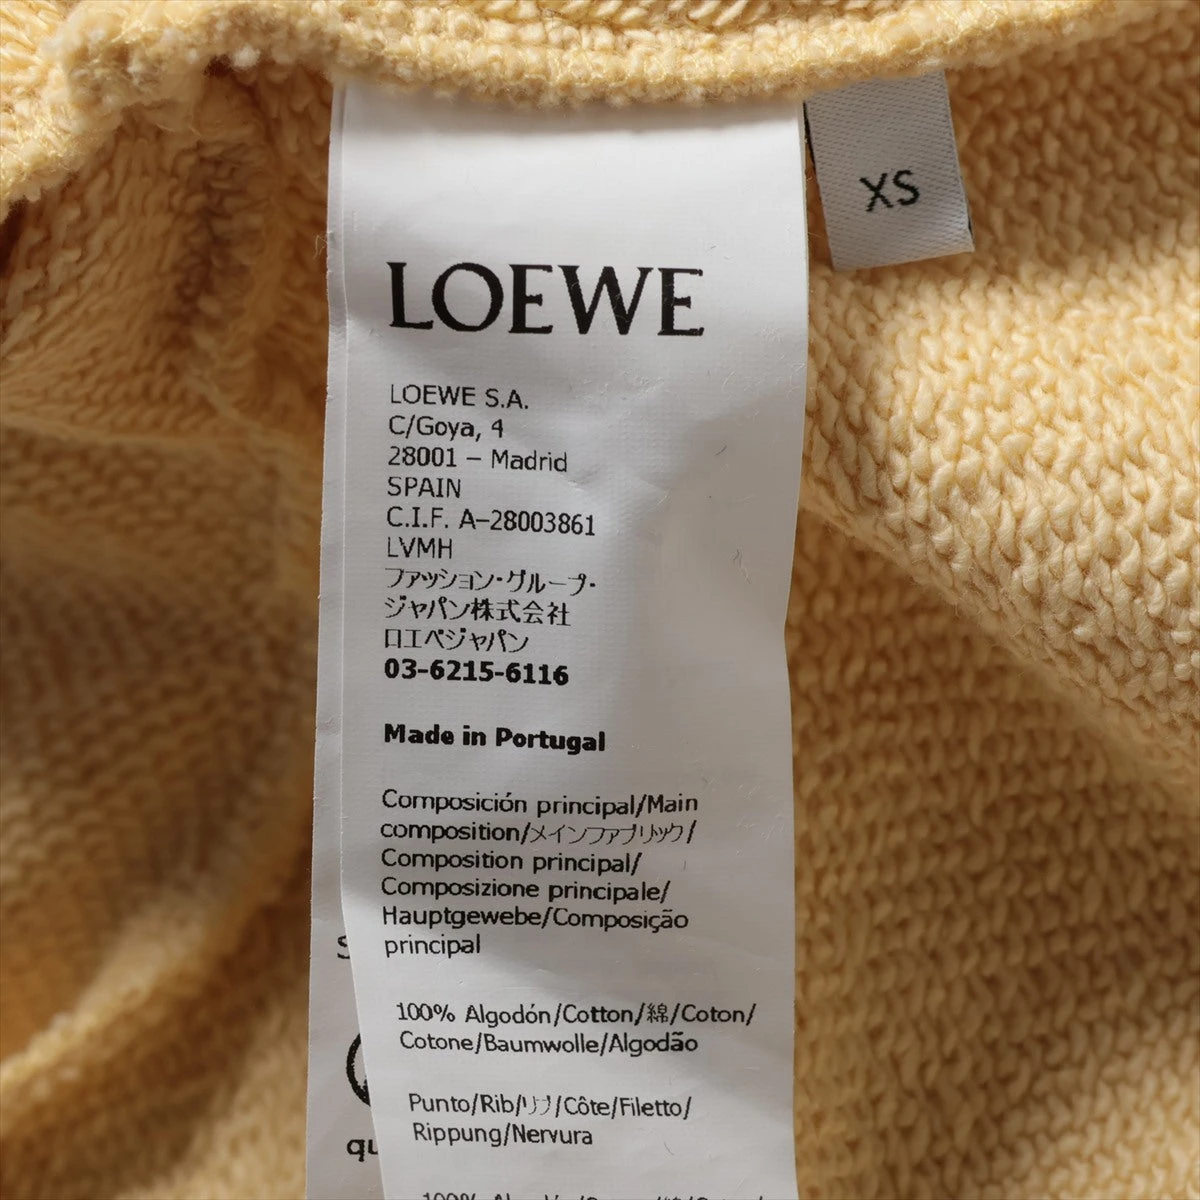 XS
LOEWE
LOEWE S.A.
C/Goya, 4
28001 – Madrid
SPAIN
C.I.F. A–28003861
LVMH
ファッション・グループ・
ジャパン株式会社
ロエベジャパン
03-6215-6116
Made in Portugal
Composición principal/Main
composition/メインファブリック/
Composition principal/
Composizione principale/
Hauptgewebe/Composição
principal
100% Algodón/Cotton/綿/Coton/
Cotone/Baumwolle/Algodão
Punto/Rib/リブ/Côte/Filetto/
Rippung/Nervura